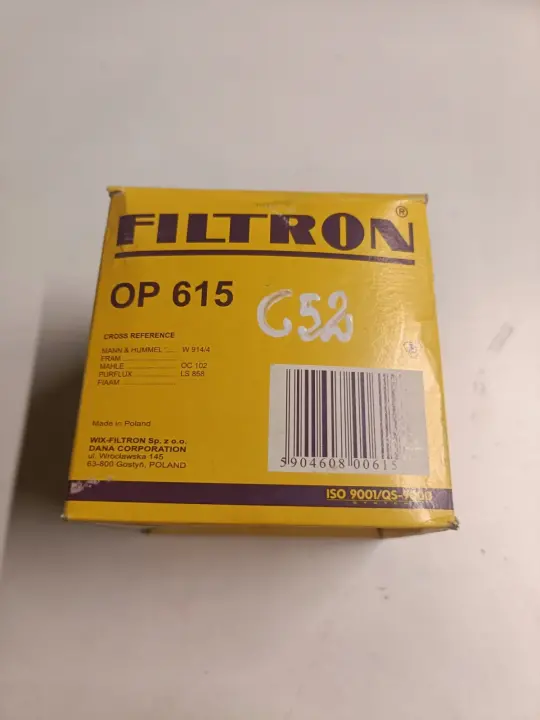 FILTRON®
OP 615
C52
CROSS REFERENCE
MANN & HUMMEL ..... W 914/4
FRAM ....................
MAHLE .................. OC 102
PURFLUX .............. LS 858
FIAAM ....................
Made in Poland
WIX-FILTRON Sp. z o.o.
DANA CORPORATION
ul. Wrocławska 145
63-800 Gostyń, POLAND
5904608 00615
ISO 9001/QS-9000